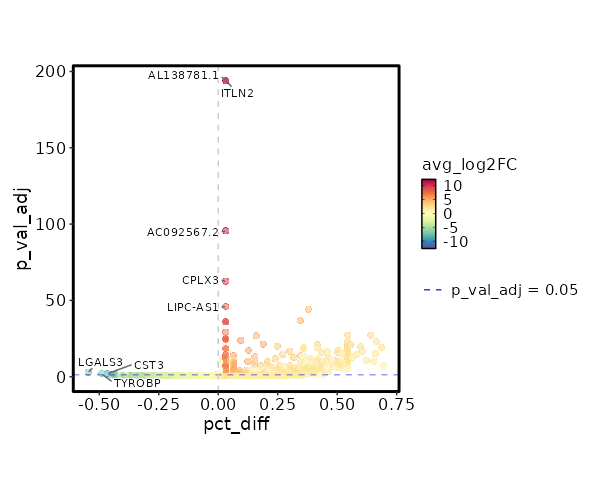 200
150
100
50
0
p_val_adj
AL138781.1
ITLN2
AC092567.2
CPLX3
LIPC-AS1
LGALS3
CST3
TYROBP
-0.50
-0.25
0.00
0.25
0.50
0.75
pct_diff
avg_log2FC
10
5
0
-5
-10
p_val_adj = 0.05